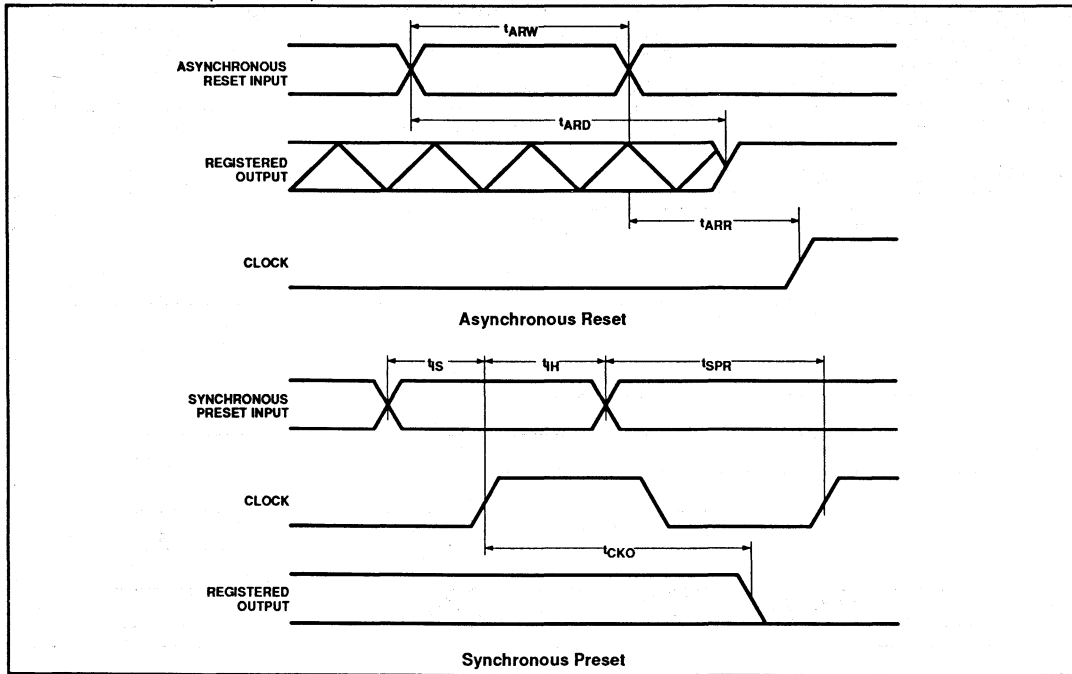 tARW
ASYNCHRONOUS
RESET INPUT
tARD
REGISTERED
OUTPUT
tARR
CLOCK
Asynchronous Reset
tIS
tIH
tSPR
SYNCHRONOUS
PRESET INPUT
CLOCK
tCKO
REGISTERED
OUTPUT
Synchronous Preset